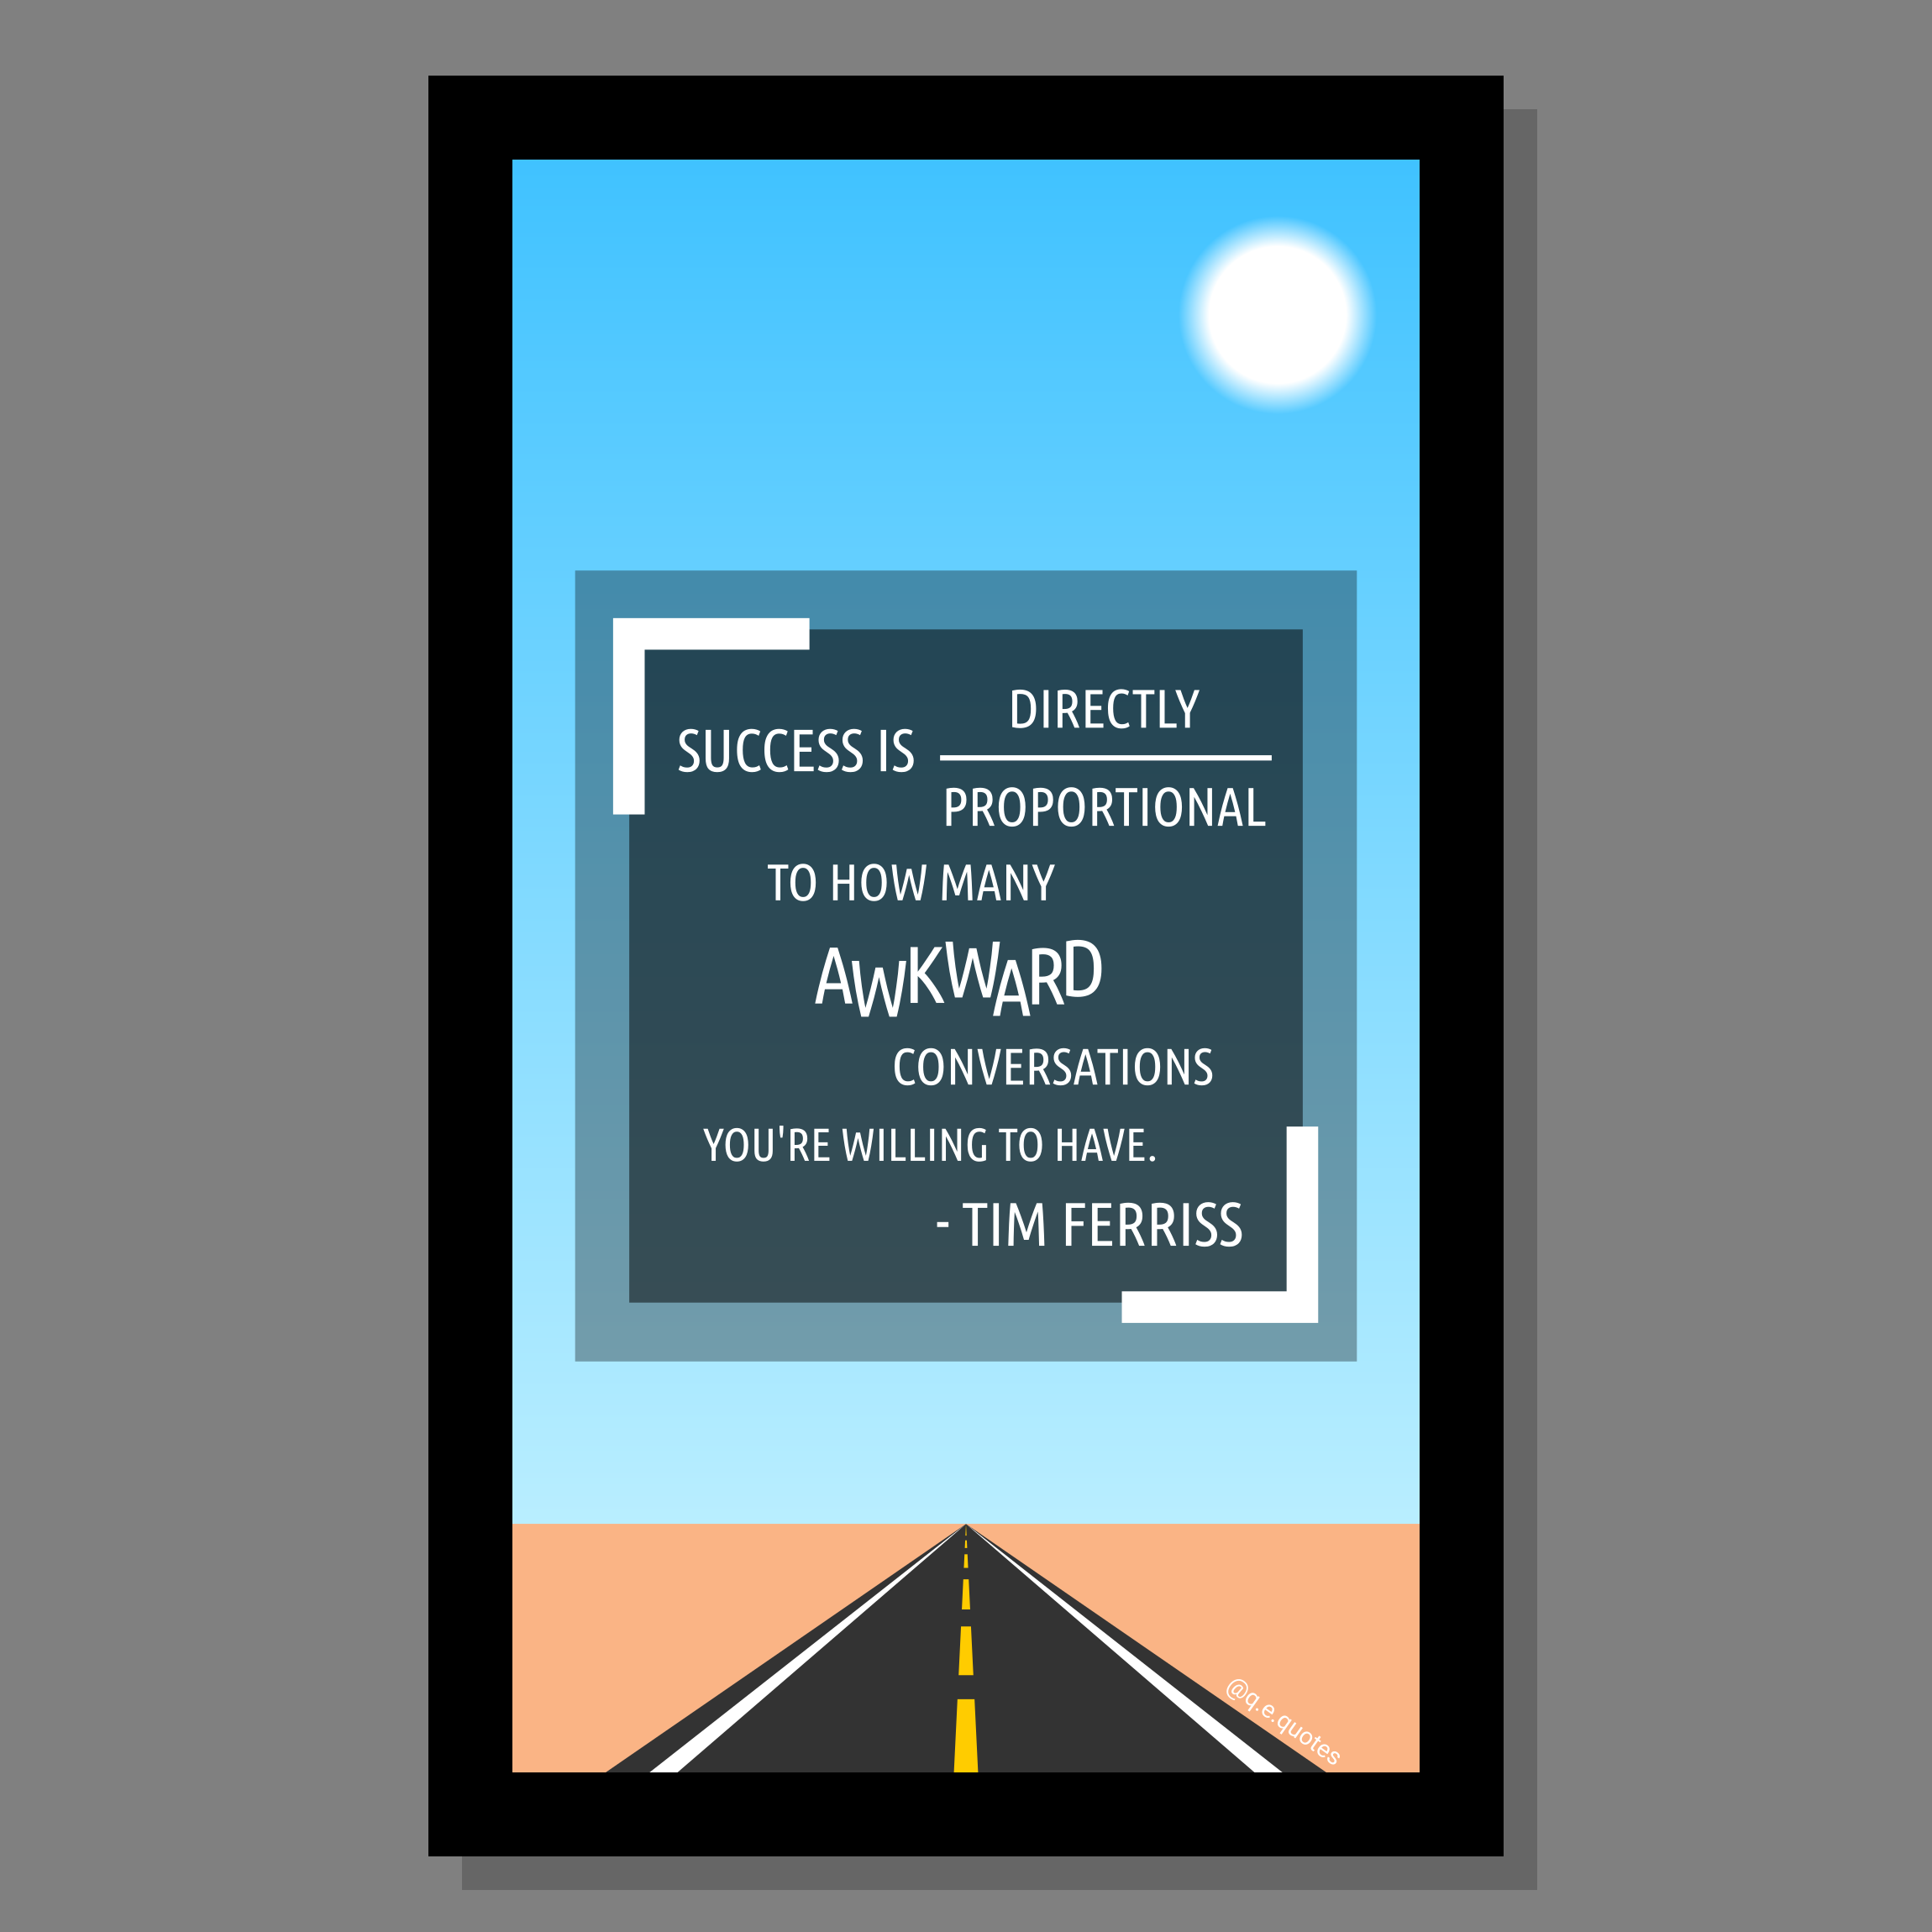 SUCCESS IS
DIRECTLY
PROPORTIONAL
TO HOW MANY
AWKWARD
CONVERSATIONS
YOU'RE WILLING TO HAVE.
- TIM FERRISS
@q.e.quotes